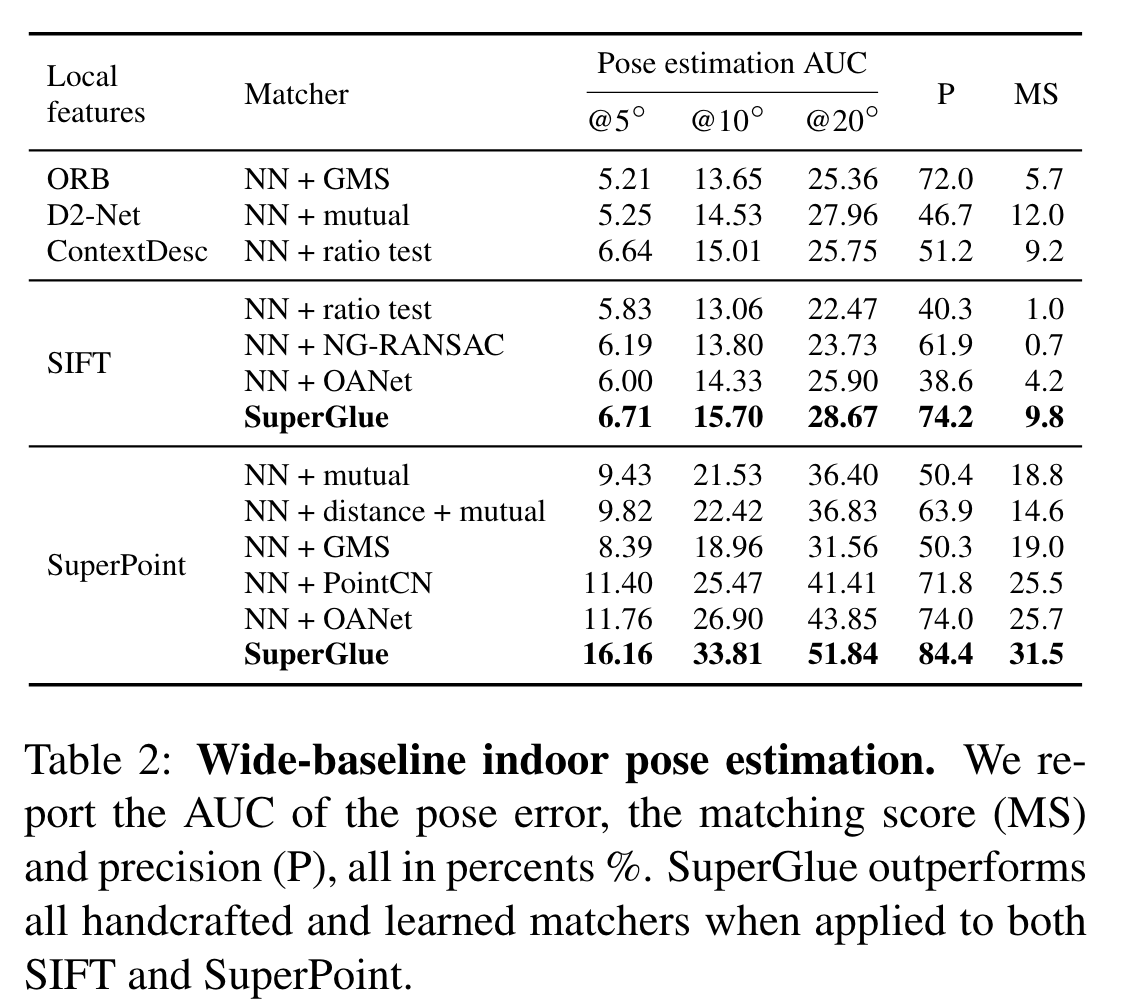 Local features Matcher Pose estimation AUC P MS
@5° @10° @20°
ORB NN + GMS 5.21 13.65 25.36 72.0 5.7
D2-Net NN + mutual 5.25 14.53 27.96 46.7 12.0
ContextDesc NN + ratio test 6.64 15.01 25.75 51.2 9.2
SIFT
NN + ratio test 5.83 13.06 22.47 40.3 1.0
NN + NG-RANSAC 6.19 13.80 23.73 61.9 0.7
NN + OANet 6.00 14.33 25.90 38.6 4.2
SuperGlue 6.71 15.70 28.67 74.2 9.8
SuperPoint
NN + mutual 9.43 21.53 36.40 50.4 18.8
NN + distance + mutual 9.82 22.42 36.83 63.9 14.6
NN + GMS 8.39 18.96 31.56 50.3 19.0
NN + PointCN 11.40 25.47 41.41 71.8 25.5
NN + OANet 11.76 26.90 43.85 74.0 25.7
SuperGlue 16.16 33.81 51.84 84.4 31.5
Table 2: Wide-baseline indoor pose estimation. We re-
port the AUC of the pose error, the matching score (MS)
and precision (P), all in percents %. SuperGlue outperforms
all handcrafted and learned matchers when applied to both
SIFT and SuperPoint.